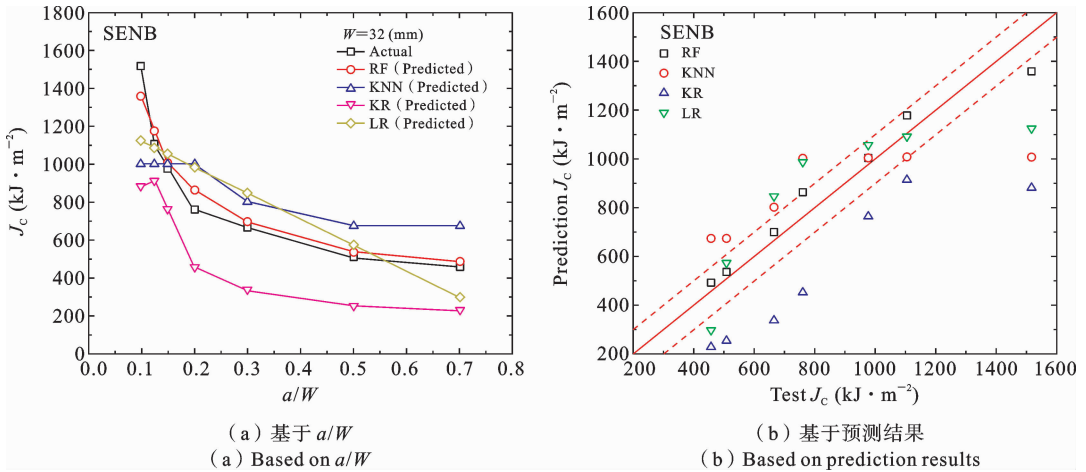 SENB
W=32 (mm)
Actual
RF (Predicted)
KNN (Predicted)
KR (Predicted)
LR (Predicted)
J_C (kJ·m⁻²)
1800
1600
1400
1200
1000
800
600
400
200
0
0.0 0.1 0.2 0.3 0.4 0.5 0.6 0.7 0.8
a/W
(a) 基于 a/W
(a) Based on a/W
SENB
RF
KNN
KR
LR
Prediction J_C (kJ·m⁻²)
1600
1400
1200
1000
800
600
400
200
200 400 600 800 1000 1200 1400 1600
Test J_C (kJ·m⁻²)
(b) 基于预测结果
(b) Based on prediction results